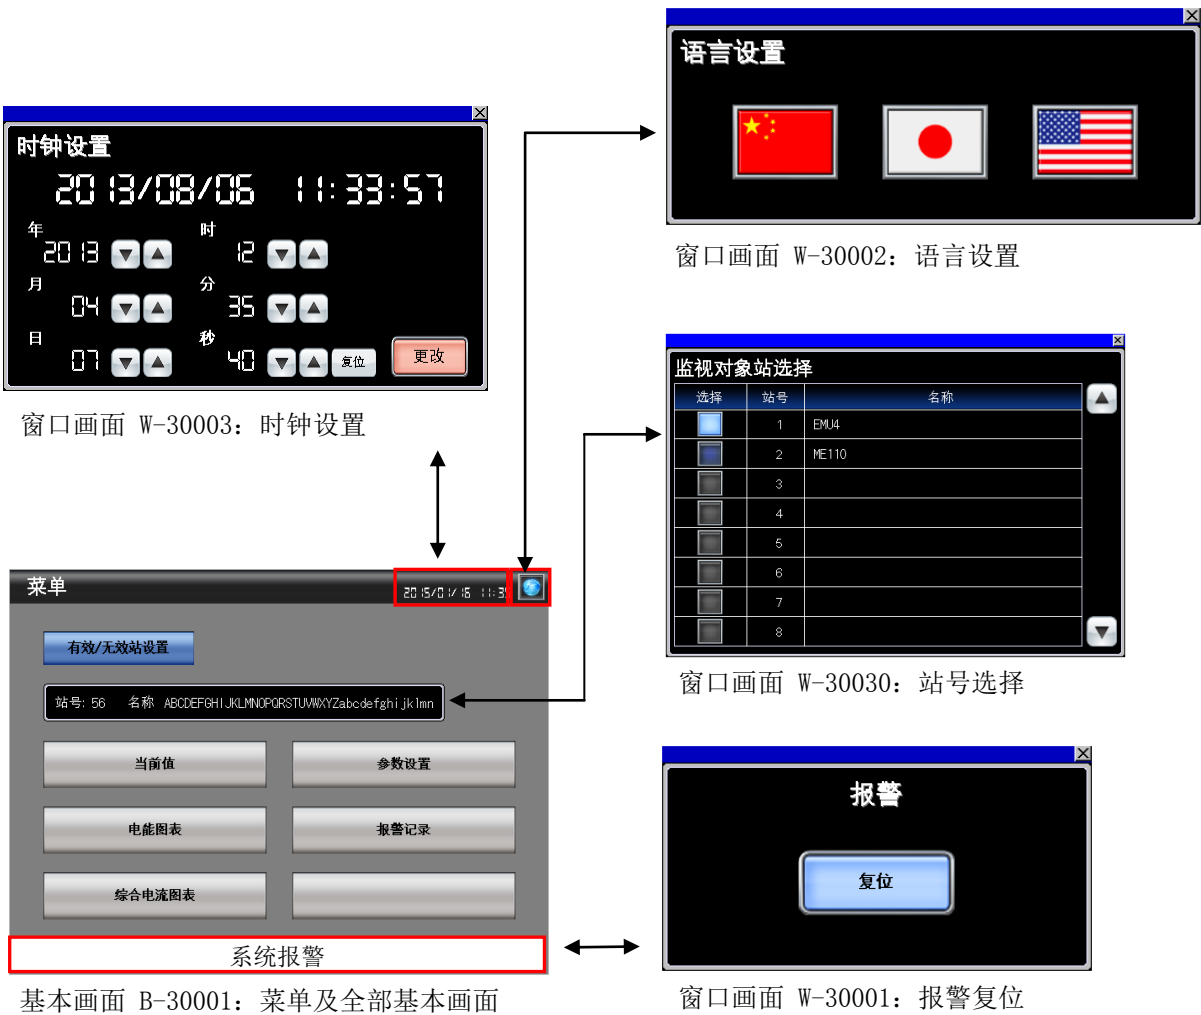 语言设置
窗口画面 W-30002: 语言设置
时钟设置
2013/08/06 11:33:57
年 时
2013 12
月 分
04 35
日 秒
07 40 复位 更改
窗口画面 W-30003: 时钟设置
监视对象站选择
选择 站号 名称
1 EMU4
2 ME110
3
4
5
6
7
8
窗口画面 W-30030: 站号选择
菜单 2015/01/16 11:35
有效/无效站设置
站号: 56 名称 ABCDEFGHIJKLMNOPQRSTUVWXYZabcdefghijklmn
当前值 参数设置
电能图表 报警记录
综合电流图表
系统报警
基本画面 B-30001: 菜单及全部基本画面
报警
复位
窗口画面 W-30001: 报警复位